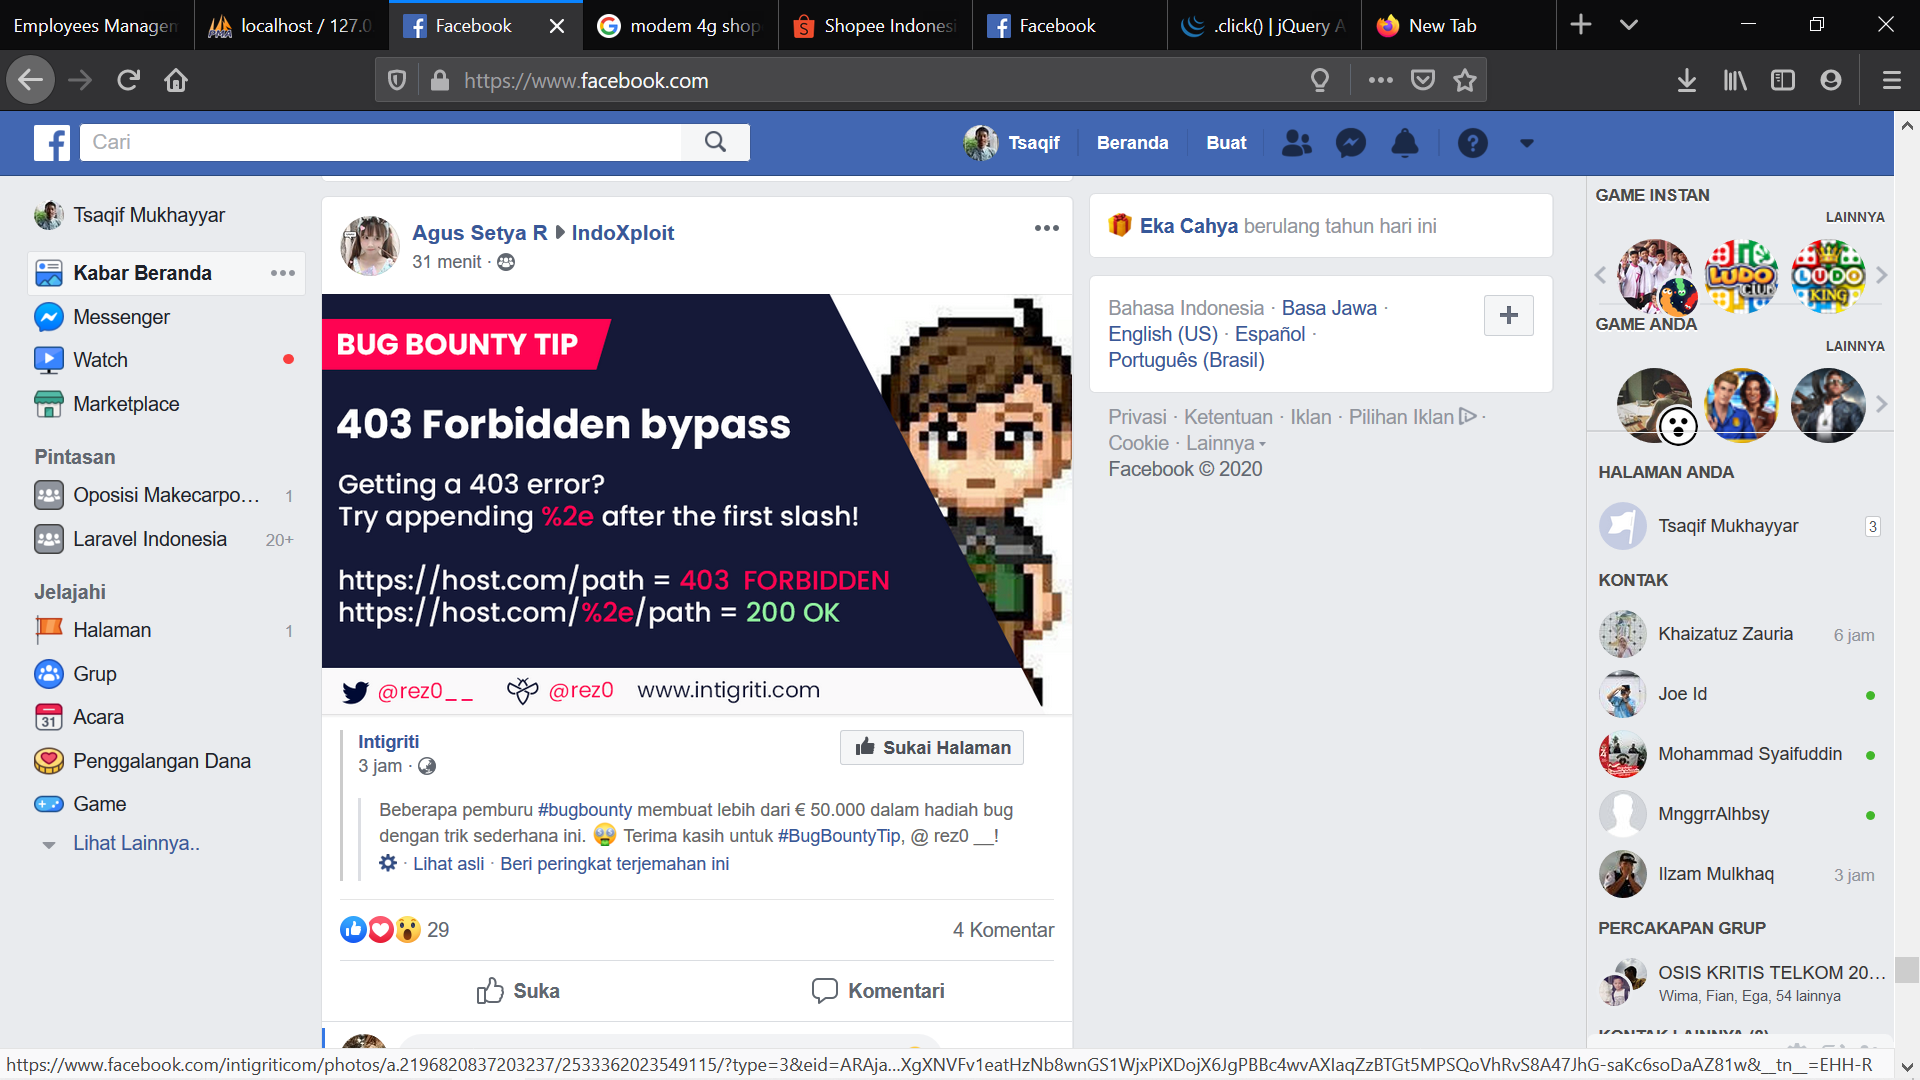 Employees Managem
localhost / 127.0
Facebook
modem 4g shop
Shopee Indonesi
Facebook
.click() | jQuery A
New Tab
https://www.facebook.com
Cari
Tsaqif
Beranda
Buat
Tsaqif Mukhayyar
Kabar Beranda
Messenger
Watch
Marketplace
Pintasan
Oposisi Makecarpo... 1
Laravel Indonesia 20+
Jelajahi
Halaman 1
Grup
31
Acara
Penggalangan Dana
Game
Lihat Lainnya..
Agus Setya R IndoXploit
31 menit ·
BUG BOUNTY TIP
403 Forbidden bypass
Getting a 403 error?
Try appending %2e after the first slash!
https://host.com/path = 403 FORBIDDEN
https://host.com/%2e/path = 200 OK
@rez0__ @rez0 www.intigriti.com
Intigriti
3 jam ·
Sukai Halaman
Beberapa pemburu #bugbounty membuat lebih dari € 50.000 dalam hadiah bug
dengan trik sederhana ini. Terima kasih untuk #BugBountyTip, @ rez0 __!
· Lihat asli · Beri peringkat terjemahan ini
29
4 Komentar
Suka
Komentari
Eka Cahya berulang tahun hari ini
Bahasa Indonesia · Basa Jawa ·
English (US) · Español ·
Português (Brasil)
Privasi · Ketentuan · Iklan · Pilihan Iklan ·
Cookie · Lainnya
Facebook © 2020
GAME INSTAN
LAINNYA
LUDO Club
LUDO KING
GAME ANDA
LAINNYA
HALAMAN ANDA
Tsaqif Mukhayyar 3
KONTAK
Khaizatuz Zauria 6 jam
Joe Id
Mohammad Syaifuddin
MnggrrAlhbsy
Ilzam Mulkhaq 3 jam
PERCAKAPAN GRUP
OSIS KRITIS TELKOM 20...
Wima, Fian, Ega, 54 lainnya
https://www.facebook.com/intigriticom/photos/a.2196820837203237/2533362023549115/?type=3&eid=ARAja...XgXNVFv1eatHzNb8wnGS1WjxPiXDojX6JgPBBc4wvAXIaqZzBTGt5MPSQoVhRvS8A47JhG-saKc6soDaAZ81w&__tn__=EHH-R